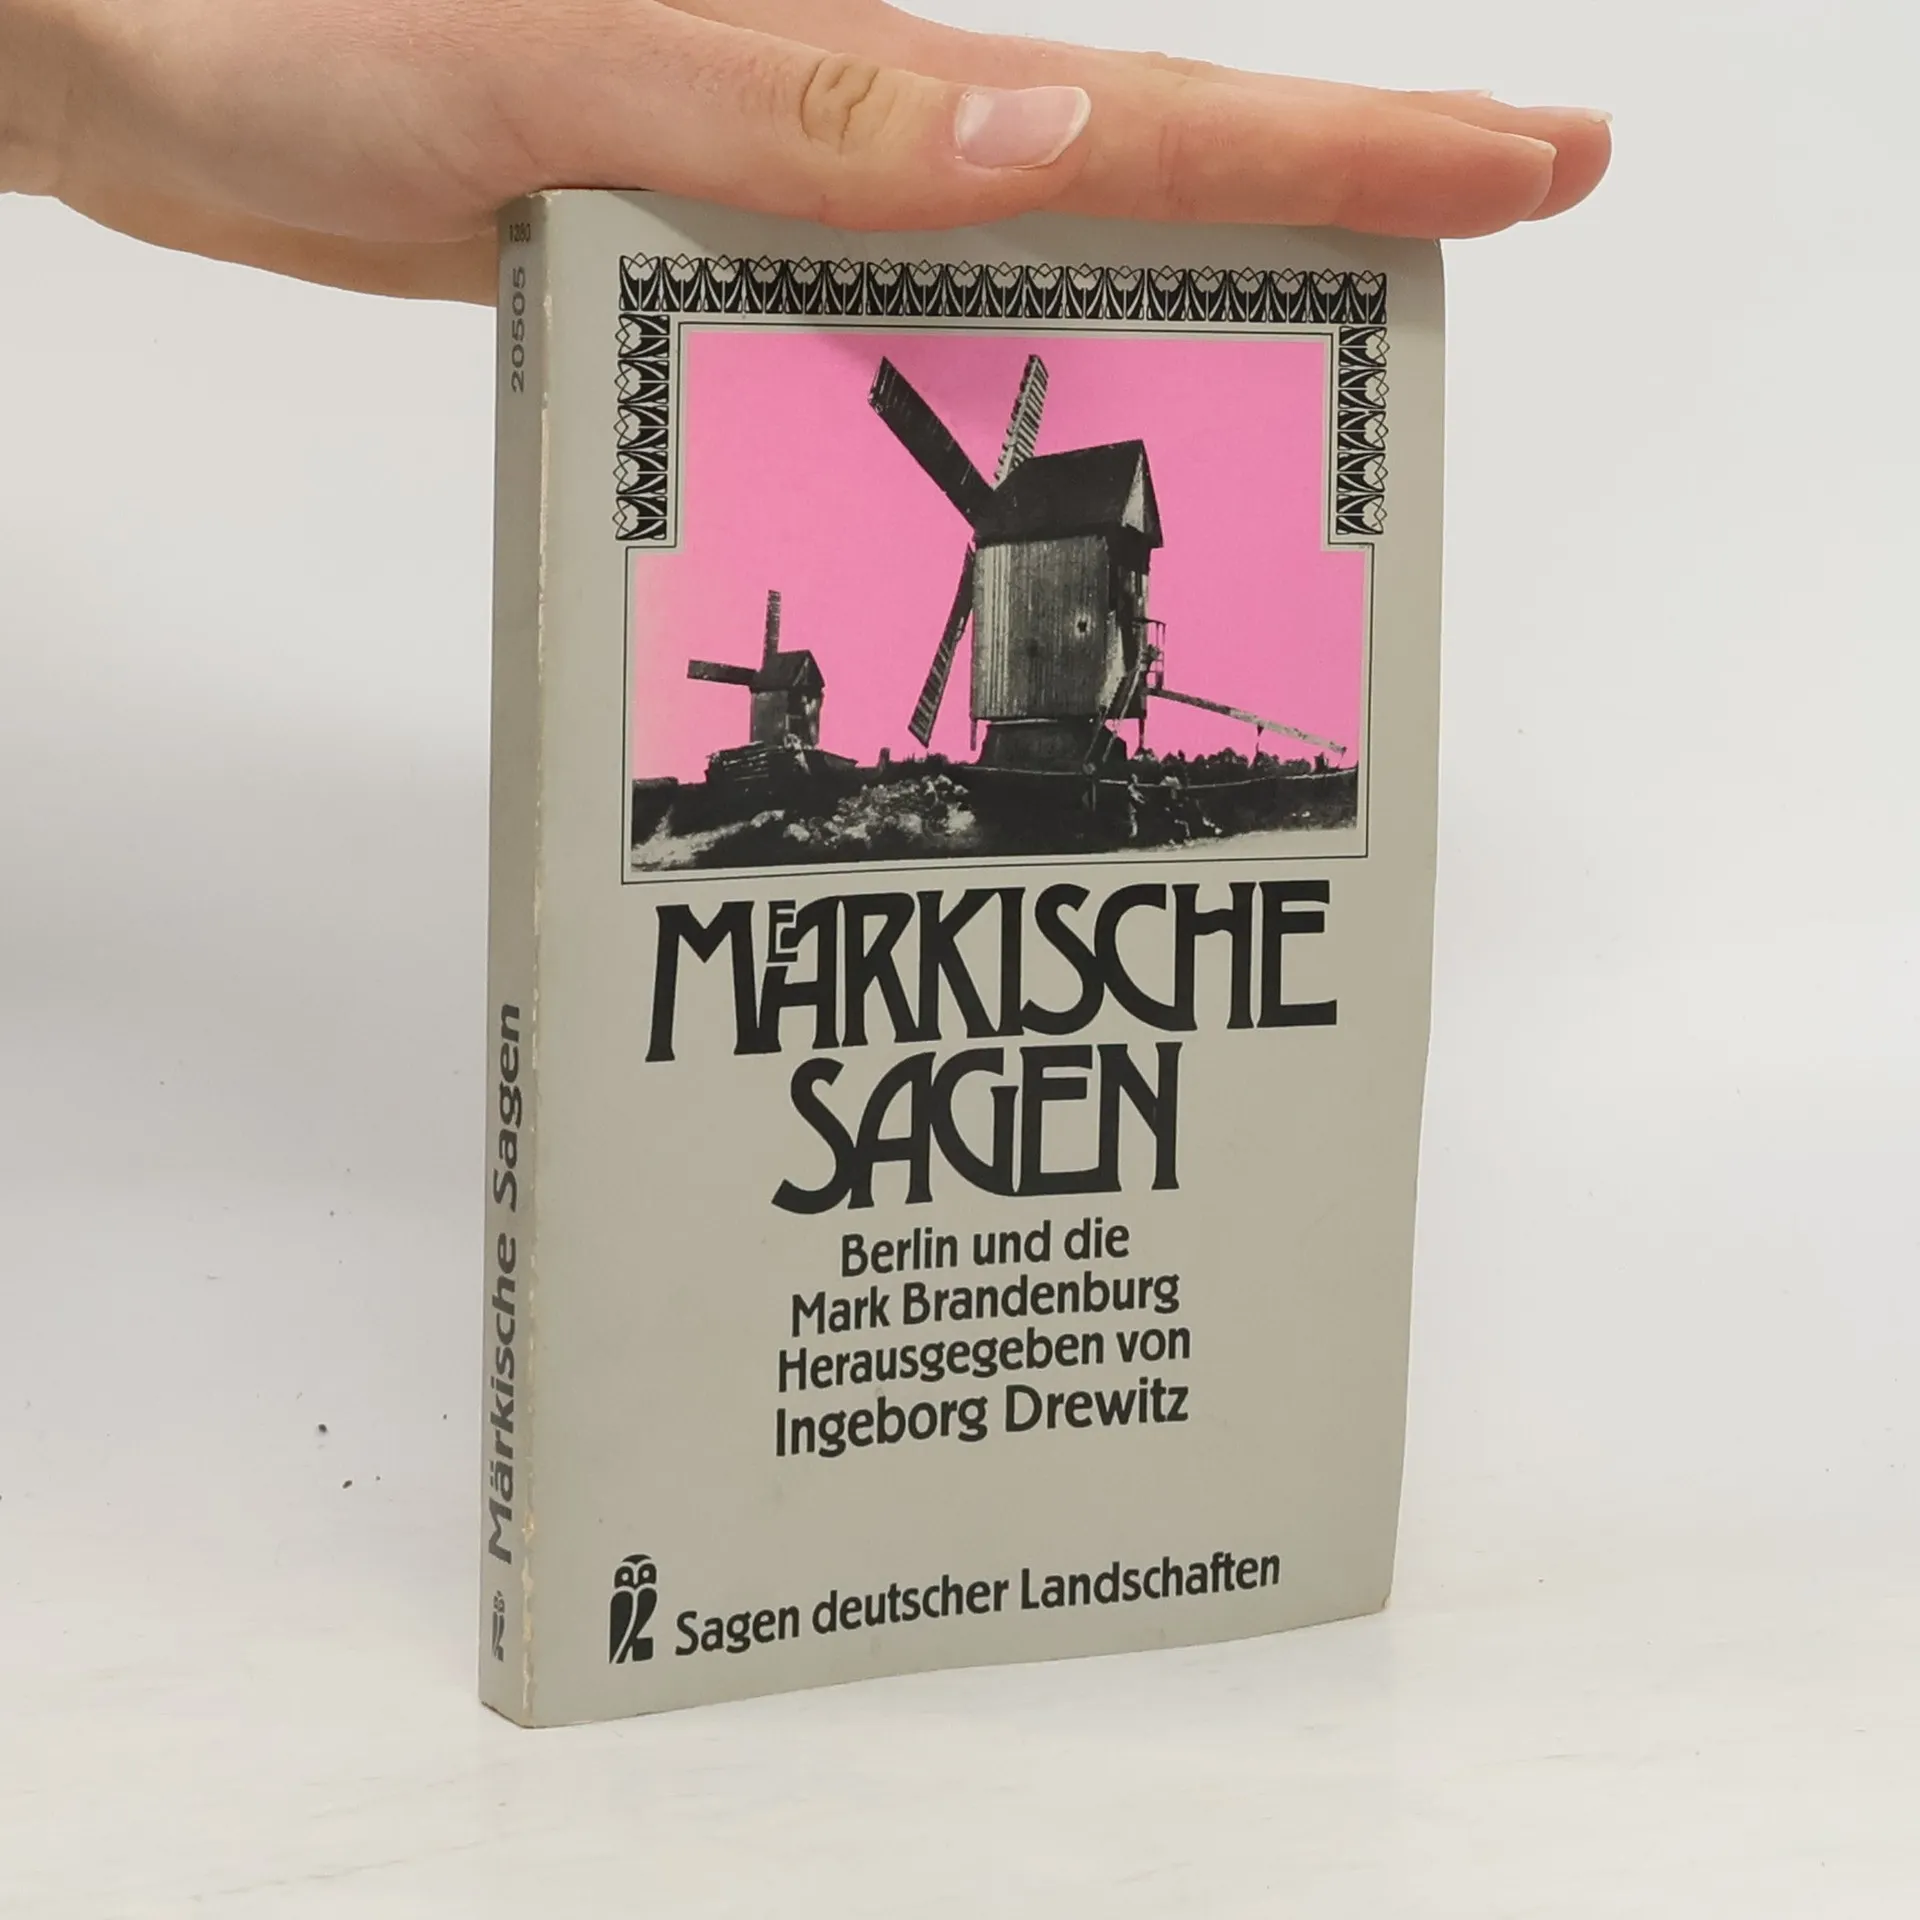 MÄRKISCHE
SAGEN
Berlin und die
Mark Brandenburg
Herausgegeben von
Ingeborg Drewitz
Sagen deutscher Landschaften
Märkische Sagen
20505